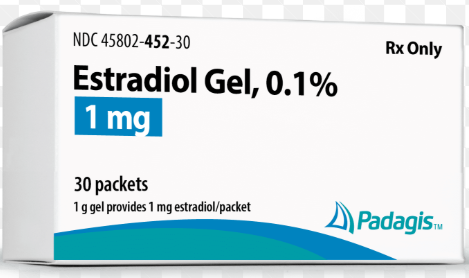 NDC 45802-452-30
Rx Only
Estradiol Gel, 0.1%
1 mg
30 packets
1 g gel provides 1 mg estradiol/packet
Padagis™